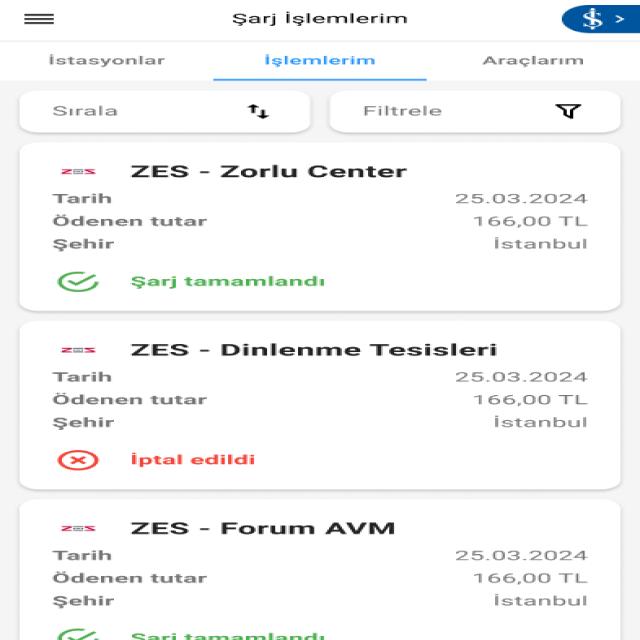 Şarj İşlemlerim
>
İstasyonlar İşlemlerim Araçlarım
Sırala Filtrele
ZES ZES - Zorlu Center
Tarih 25.03.2024
Ödenen tutar 166,00 TL
Şehir İstanbul
Şarj tamamlandı
ZES ZES - Dinlenme Tesisleri
Tarih 25.03.2024
Ödenen tutar 166,00 TL
Şehir İstanbul
İptal edildi
ZES ZES - Forum AVM
Tarih 25.03.2024
Ödenen tutar 166,00 TL
Şehir İstanbul
Şarj tamamlandı